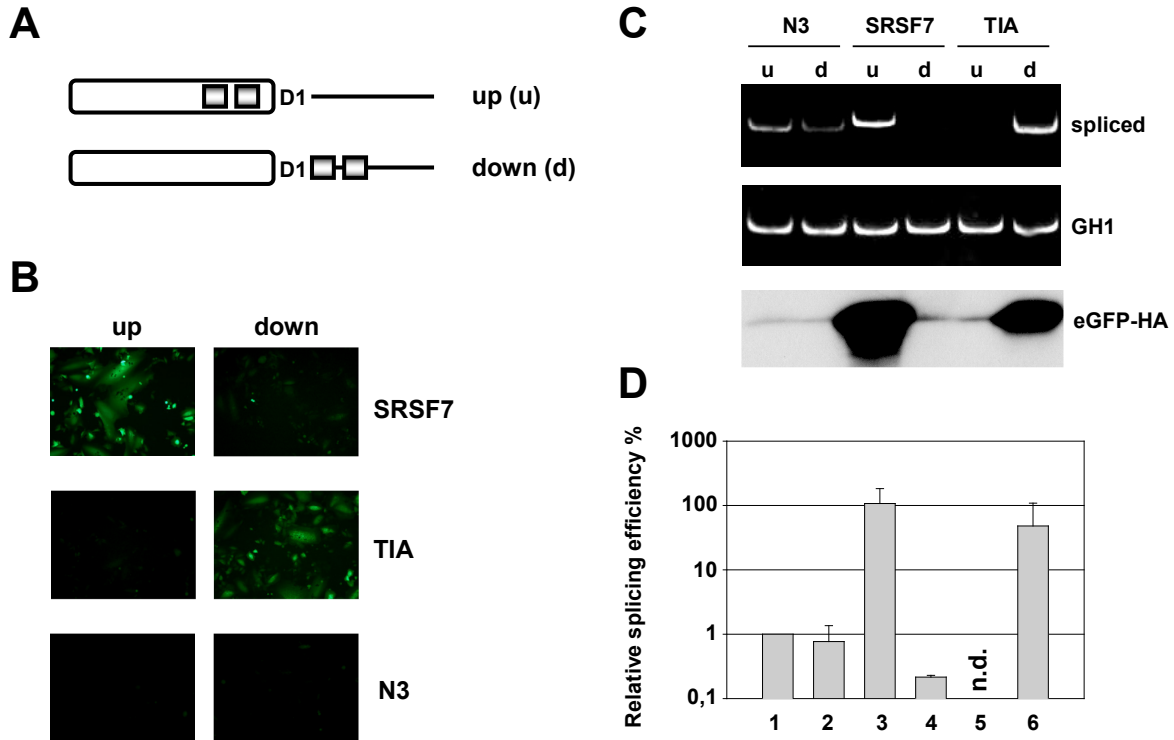 A
D1
up (u)
D1
down (d)
B
up down
SRSF7
TIA
N3
C
N3 SRSF7 TIA
u d u d u d
spliced
GH1
eGFP-HA
D
Relative splicing efficiency %
1000
100
10
1
0,1
n.d.
1 2 3 4 5 6